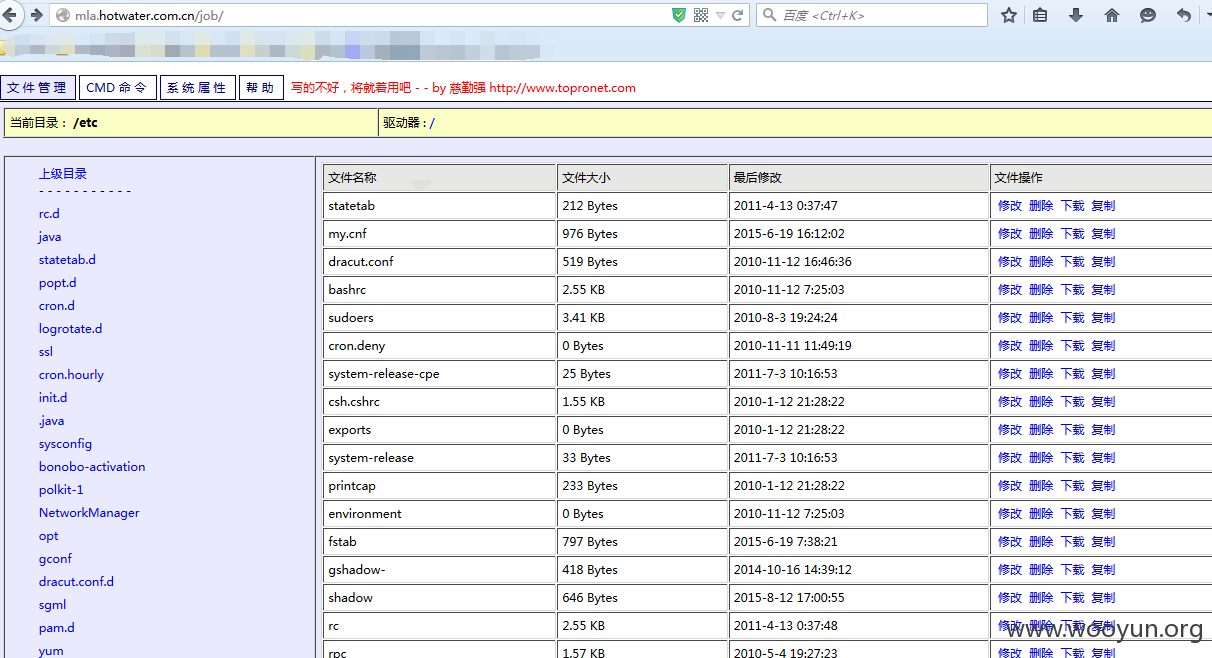 mla.hotwater.com.cn/job/
百度 <Ctrl+K>
文件管理 CMD 命令 系统属性 帮助 写的不好，将就若用吧 - - by 慈勤强 http://www.topronet.com
当前目录： /etc 驱动器 : /
上级目录
- - - - - - - - - - -
rc.d
java
statetab.d
popt.d
cron.d
logrotate.d
ssl
cron.hourly
init.d
.java
sysconfig
bonobo-activation
polkit-1
NetworkManager
opt
gconf
dracut.conf.d
sgml
pam.d
yum
文件名称 文件大小 最后修改 文件操作
statetab 212 Bytes 2011-4-13 0:37:47 修改 删除 下载 复制
my.cnf 976 Bytes 2015-6-19 16:12:02 修改 删除 下载 复制
dracut.conf 519 Bytes 2010-11-12 16:46:36 修改 删除 下载 复制
bashrc 2.55 KB 2010-11-12 7:25:03 修改 删除 下载 复制
sudoers 3.41 KB 2010-8-3 19:24:24 修改 删除 下载 复制
cron.deny 0 Bytes 2010-11-11 11:49:19 修改 删除 下载 复制
system-release-cpe 25 Bytes 2011-7-3 10:16:53 修改 删除 下载 复制
csh.cshrc 1.55 KB 2010-1-12 21:28:22 修改 删除 下载 复制
exports 0 Bytes 2010-1-12 21:28:22 修改 删除 下载 复制
system-release 33 Bytes 2011-7-3 10:16:53 修改 删除 下载 复制
printcap 233 Bytes 2010-1-12 21:28:22 修改 删除 下载 复制
environment 0 Bytes 2010-11-12 7:25:03 修改 删除 下载 复制
fstab 797 Bytes 2015-6-19 7:38:21 修改 删除 下载 复制
gshadow- 418 Bytes 2014-10-16 14:39:12 修改 删除 下载 复制
shadow 646 Bytes 2015-8-12 17:00:55 修改 删除 下载 复制
rc 2.55 KB 2011-4-13 0:37:48 修改 删除 下载 复制
rpc 1.57 KB 2010-5-4 19:27:23 修改 删除 下载 复制
www.wooyun.org